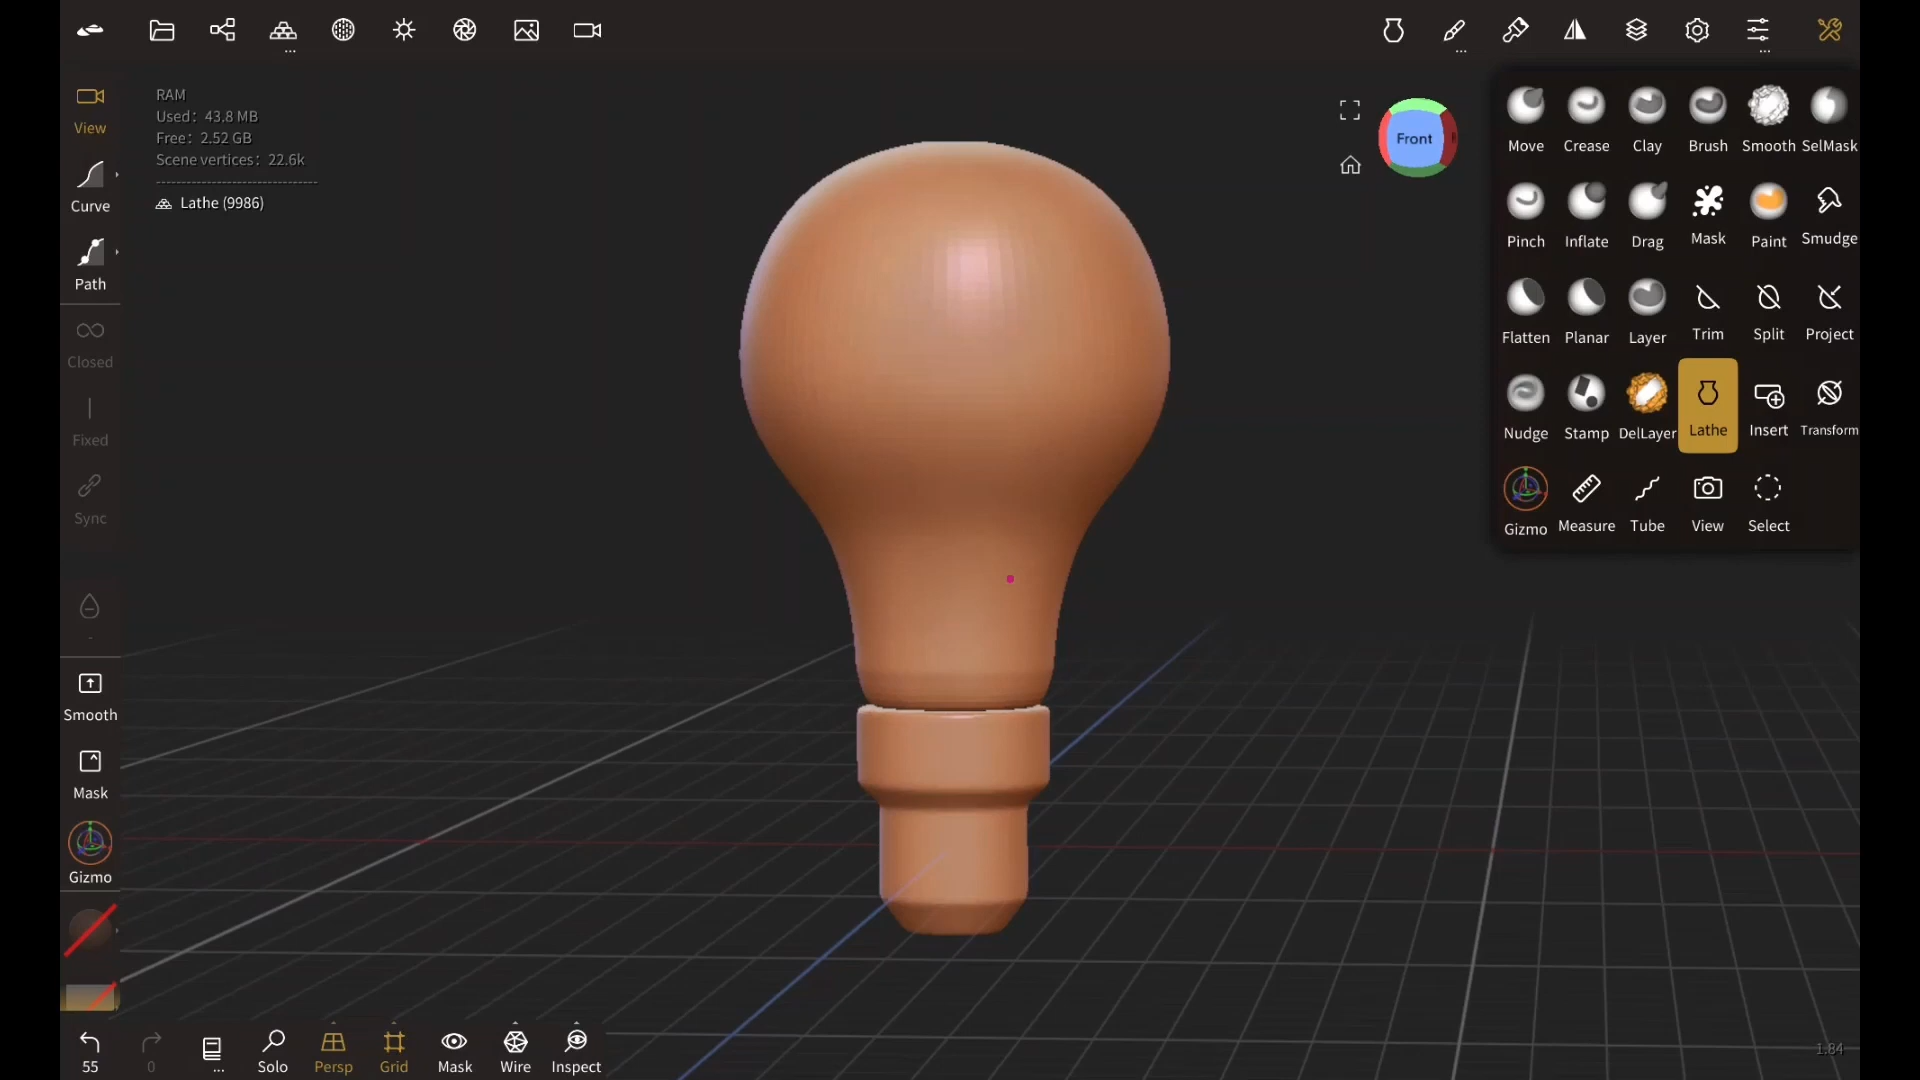 View
Curve
Path
Closed
Fixed
Sync
-
Smooth
Mask
Gizmo
RAM
Used: 43.8 MB
Free: 2.52 GB
Scene vertices: 22.6k
--------------------------------
Lathe (9986)
Front
Move Crease Clay Brush Smooth SelMask
Pinch Inflate Drag Mask Paint Smudge
Flatten Planar Layer Trim Split Project
Nudge Stamp DelLayer Lathe Insert Transform
Gizmo Measure Tube View Select
1.84
55 0 ... Solo Persp Grid Mask Wire Inspect